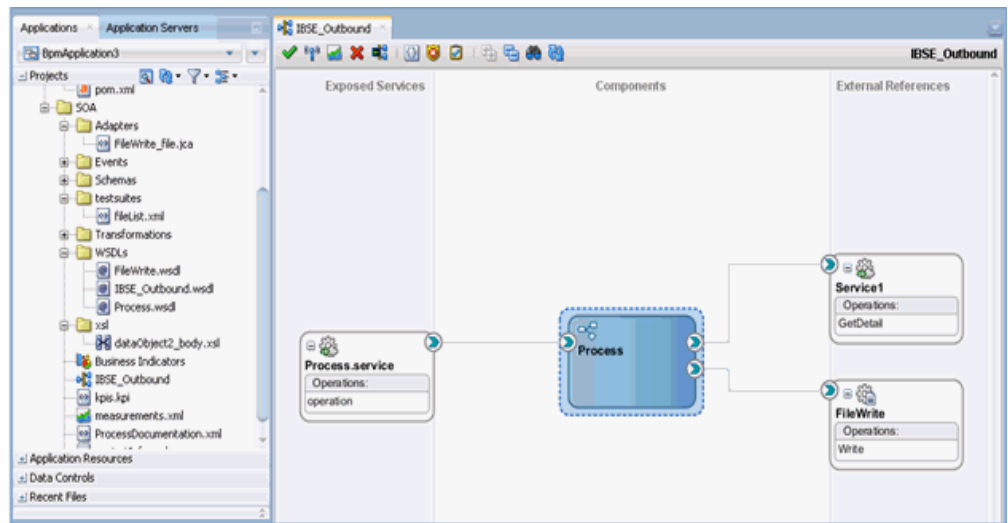 Applications
Application Servers
BpmApplication3
Projects
pom.xml
SOA
Adapters
FileWrite_file.jca
Events
Schemas
testsuites
fileList.xml
Transformations
WSDLs
FileWrite.wsdl
IBSE_Outbound.wsdl
Process.wsdl
xsl
dataObject2_body.xsl
Business Indicators
IBSE_Outbound
kpis.kpi
measurements.xml
ProcessDocumentation.xml
Application Resources
Data Controls
Recent Files
IBSE_Outbound
IBSE_Outbound
Exposed Services
Components
External References
Process.service
Operations:
operation
Process
Service1
Operations:
GetDetail
FileWrite
Operations:
Write